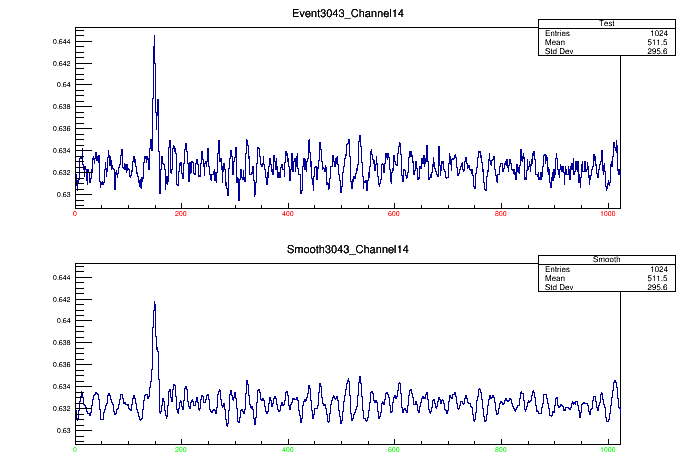 Event3043_Channel14
Test
Entries 1024
Mean 511.5
Std Dev 295.6
0.644
0.642
0.64
0.638
0.636
0.634
0.632
0.63
0 200 400 600 800 1000
Smooth3043_Channel14
Smooth
Entries 1024
Mean 511.5
Std Dev 295.6
0.644
0.642
0.64
0.638
0.636
0.634
0.632
0.63
0 200 400 600 800 1000